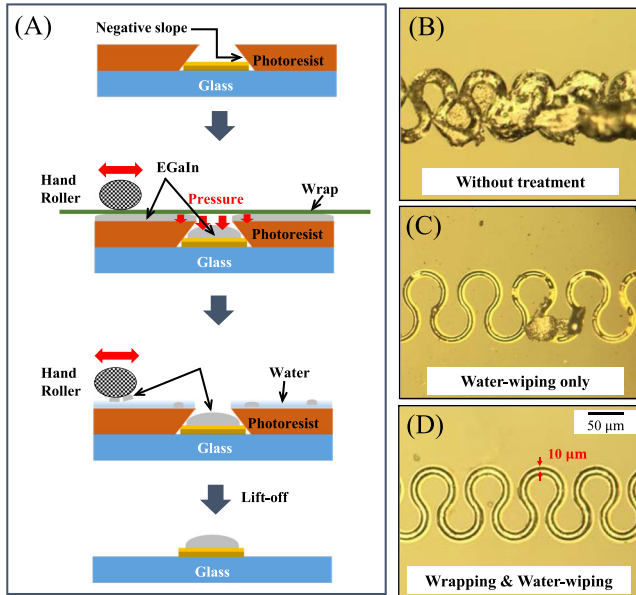 (A)
Negative slope
Photoresist
Glass
EGaIn
Hand
Roller
Pressure
Wrap
Photoresist
Glass
Hand
Roller
Water
Photoresist
Glass
Lift-off
Glass
(B)
Without treatment
(C)
Water-wiping only
(D)
50 μm
10 μm
Wrapping & Water-wiping